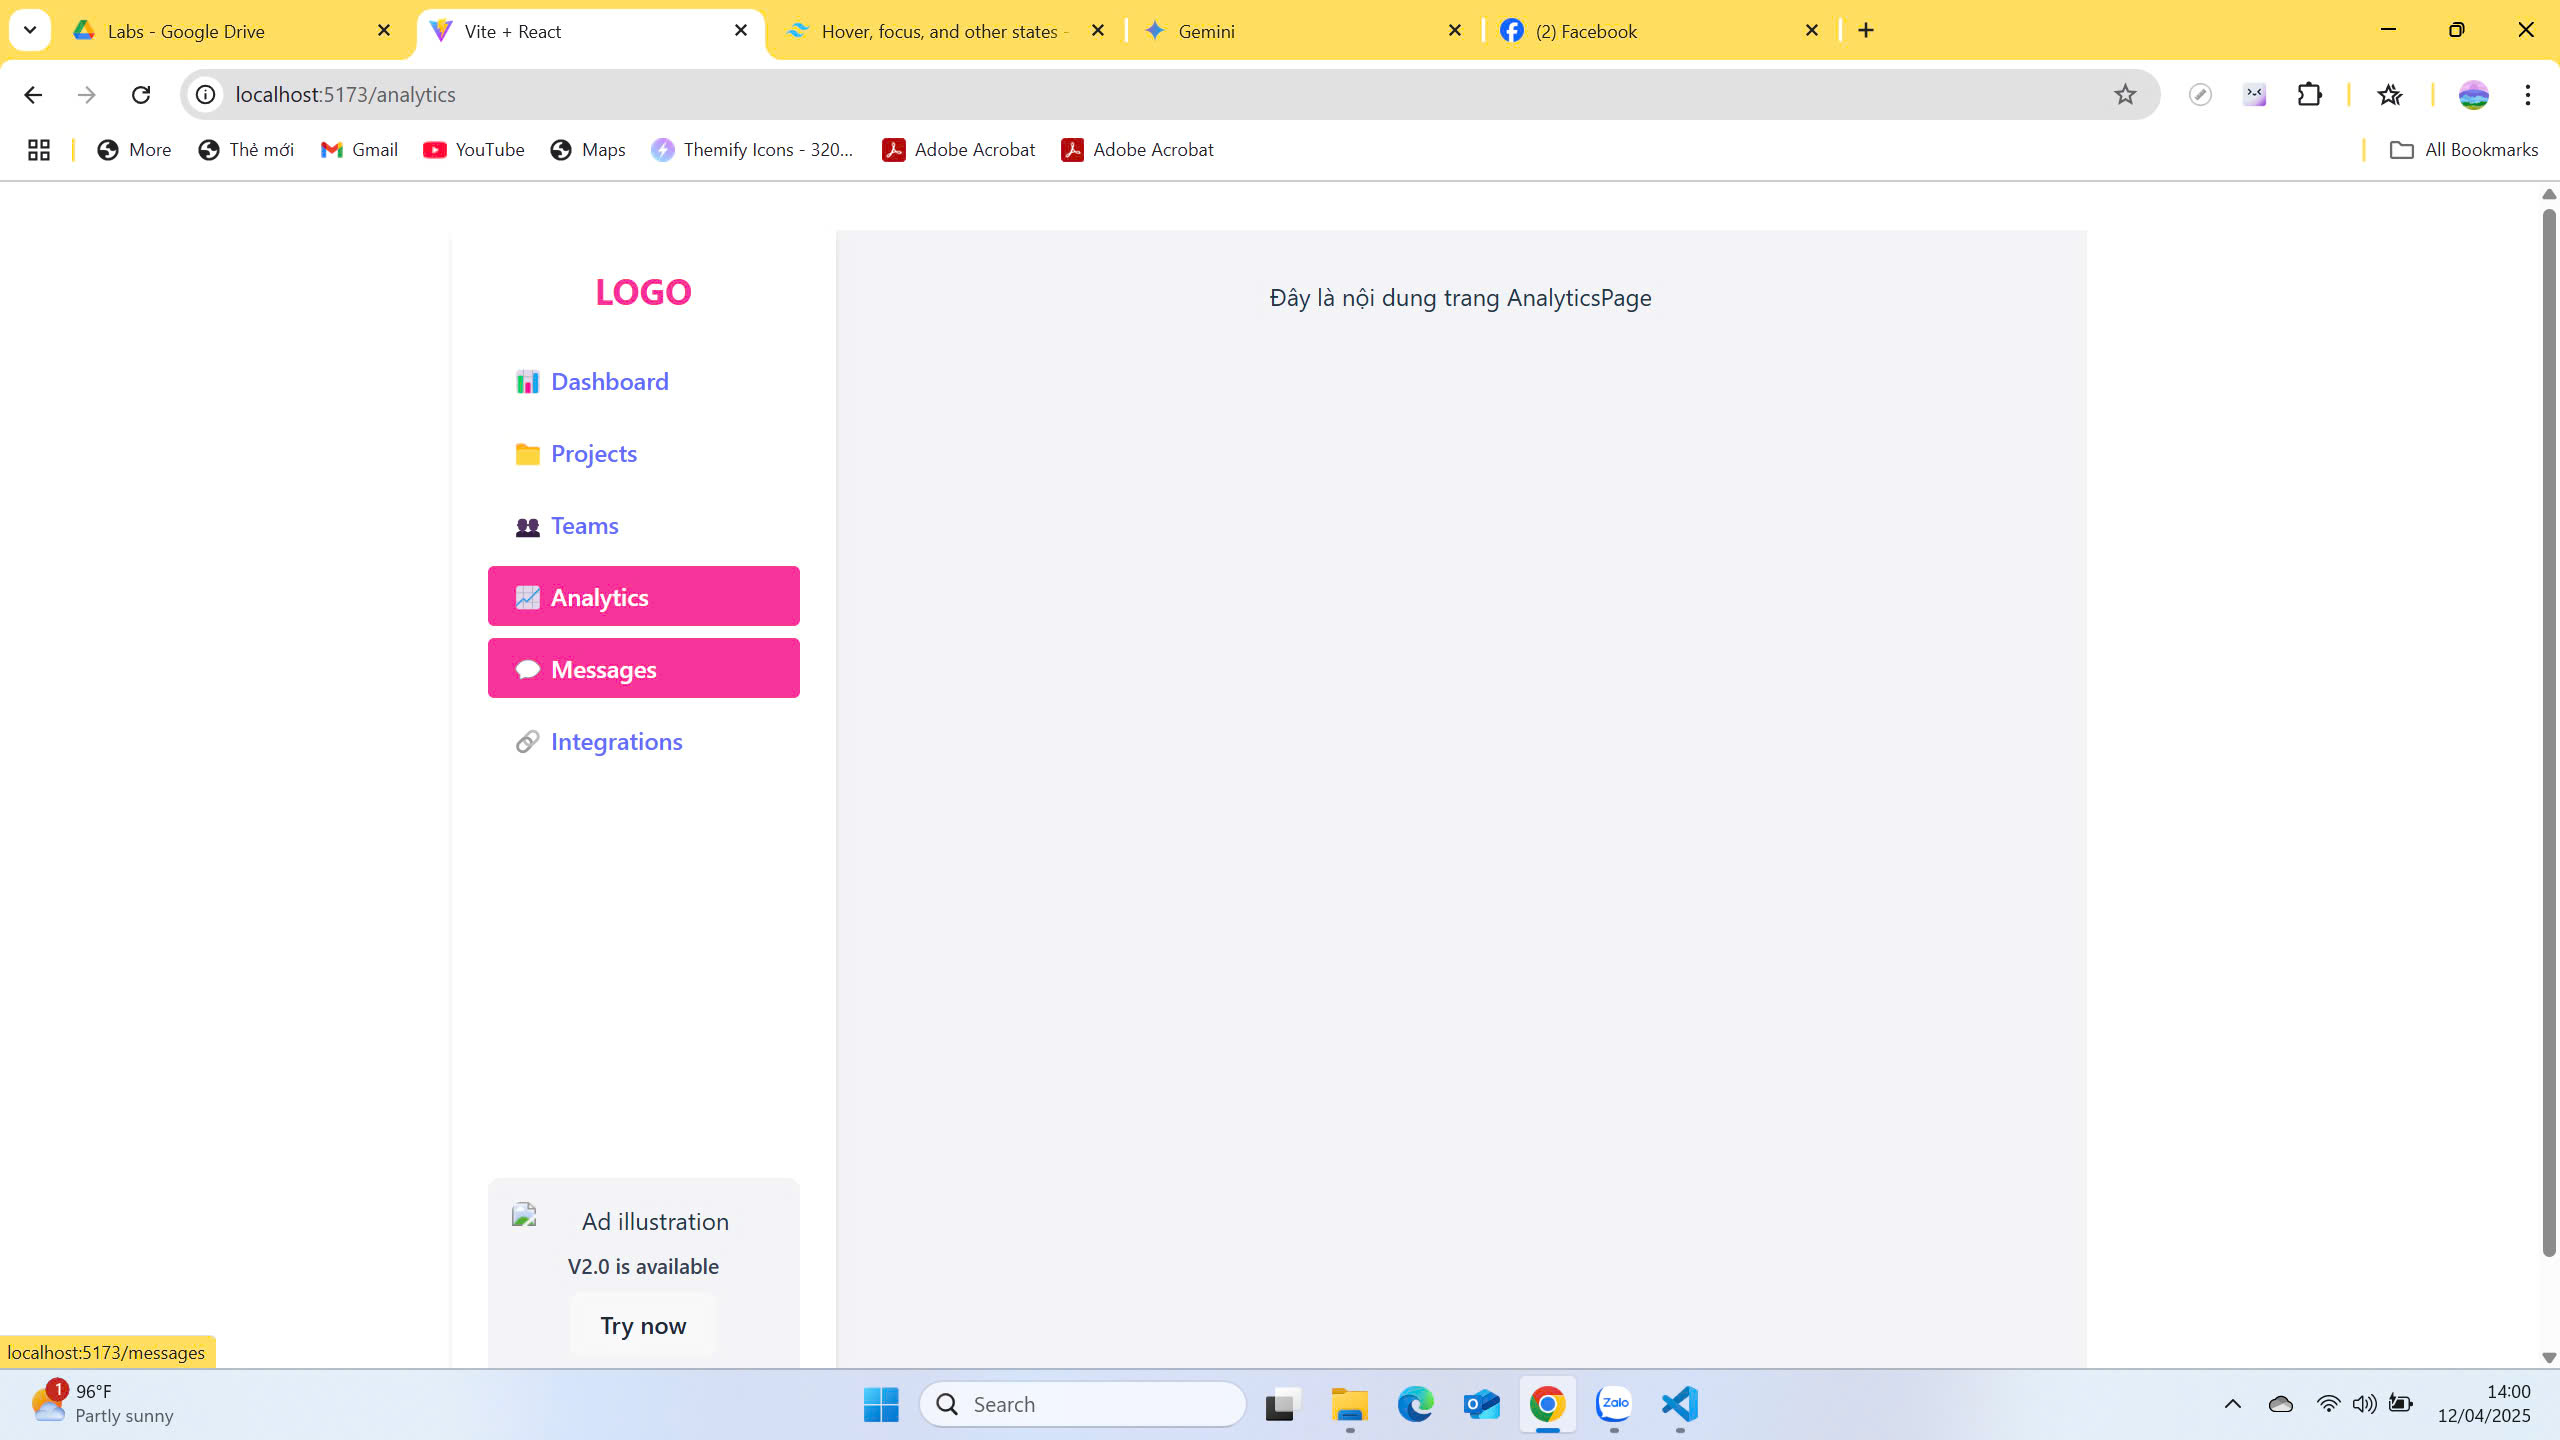 Labs - Google Drive
Vite + React
Hover, focus, and other states -
Gemini
(2) Facebook
localhost:5173/analytics
More
Thẻ mới
Gmail
YouTube
Maps
Themify Icons - 320...
Adobe Acrobat
Adobe Acrobat
All Bookmarks
LOGO
Đây là nội dung trang AnalyticsPage
Dashboard
Projects
Teams
Analytics
Messages
Integrations
Ad illustration
V2.0 is available
Try now
localhost:5173/messages
1
96°F
Partly sunny
Search
Zalo
14:00
12/04/2025